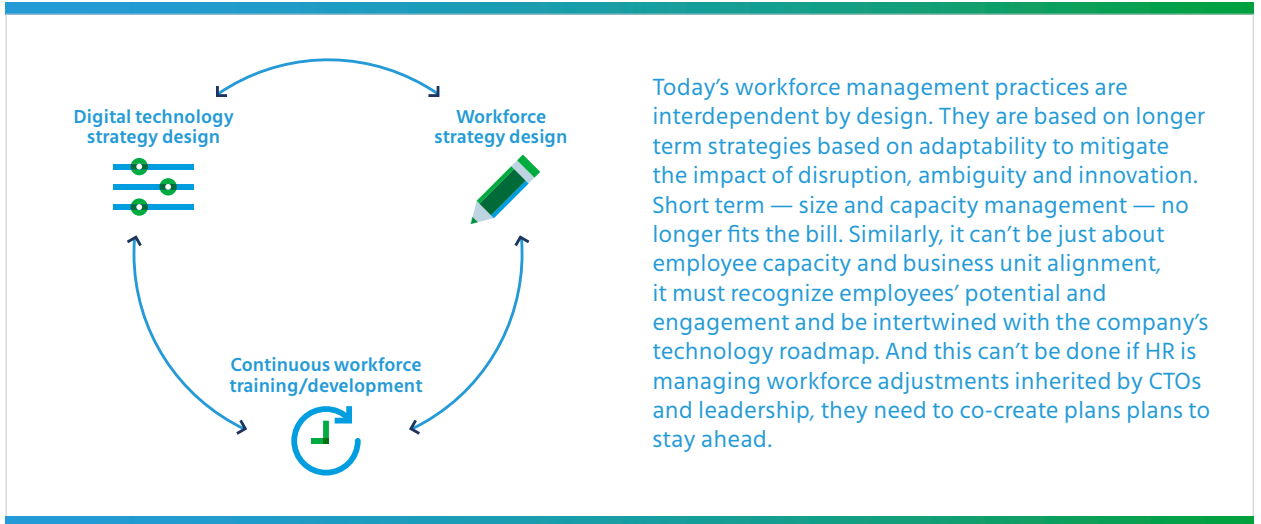 Digital technology
strategy design
Workforce
strategy design
Continuous workforce
training/development
Today’s workforce management practices are
interdependent by design. They are based on longer
term strategies based on adaptability to mitigate
the impact of disruption, ambiguity and innovation.
Short term — size and capacity management — no
longer fits the bill. Similarly, it can’t be just about
employee capacity and business unit alignment,
it must recognize employees’ potential and
engagement and be intertwined with the company’s
technology roadmap. And this can’t be done if HR is
managing workforce adjustments inherited by CTOs
and leadership, they need to co-create plans plans to
stay ahead.